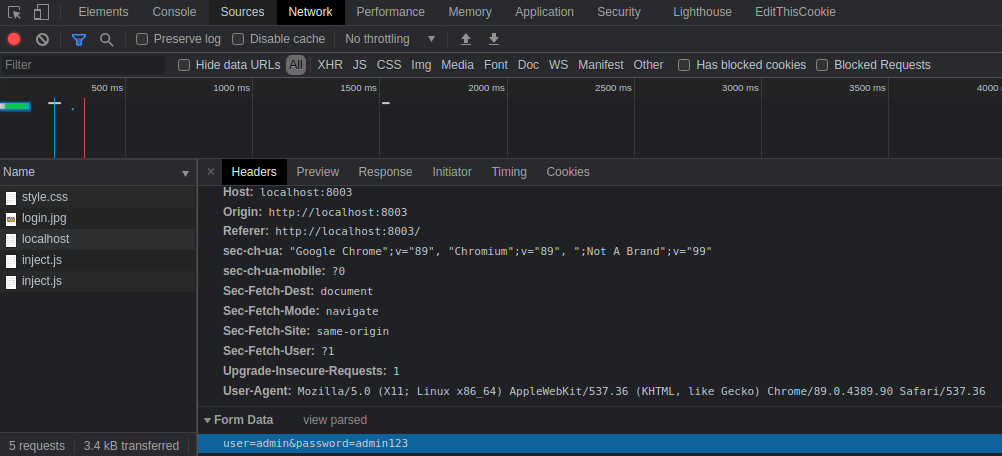 Elements Console Sources Network Performance Memory Application Security Lighthouse EditThisCookie
Preserve log Disable cache No throttling
Filter Hide data URLs All XHR JS CSS Img Media Font Doc WS Manifest Other Has blocked cookies Blocked Requests
500 ms 1000 ms 1500 ms 2000 ms 2500 ms 3000 ms 3500 ms 4000
Name
× Headers Preview Response Initiator Timing Cookies
style.css
login.jpg
localhost
inject.js
inject.js
Host: localhost:8003
Origin: http://localhost:8003
Referer: http://localhost:8003/
sec-ch-ua: "Google Chrome";v="89", "Chromium";v="89", ";Not A Brand";v="99"
sec-ch-ua-mobile: ?0
Sec-Fetch-Dest: document
Sec-Fetch-Mode: navigate
Sec-Fetch-Site: same-origin
Sec-Fetch-User: ?1
Upgrade-Insecure-Requests: 1
User-Agent: Mozilla/5.0 (X11; Linux x86_64) AppleWebKit/537.36 (KHTML, like Gecko) Chrome/89.0.4389.90 Safari/537.36
Form Data view parsed
user=admin&password=admin123
5 requests 3.4 kB transferred